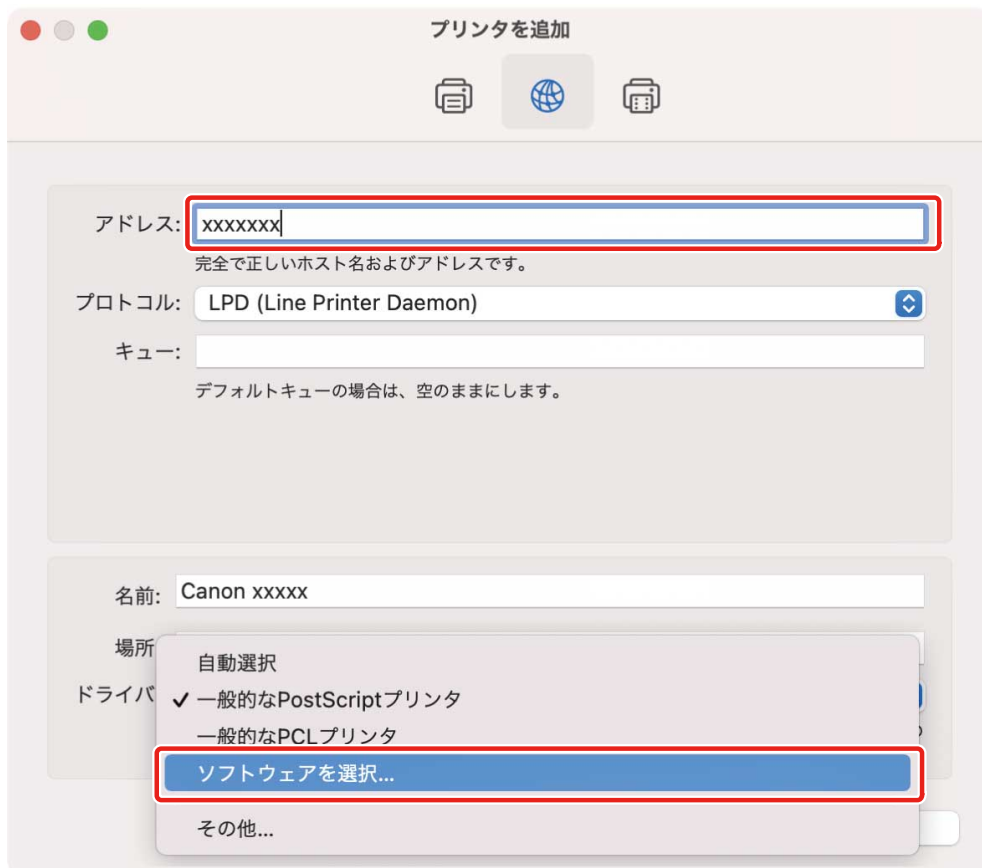 プリンタを追加
アドレス: xxxxxxx
完全で正しいホスト名およびアドレスです。
プロトコル: LPD (Line Printer Daemon)
キュー:
デフォルトキューの場合は、空のままにします。
名前: Canon xxxxx
場所
自動選択
ドライバ ✓ 一般的なPostScriptプリンタ
一般的なPCLプリンタ
ソフトウェアを選択...
その他...